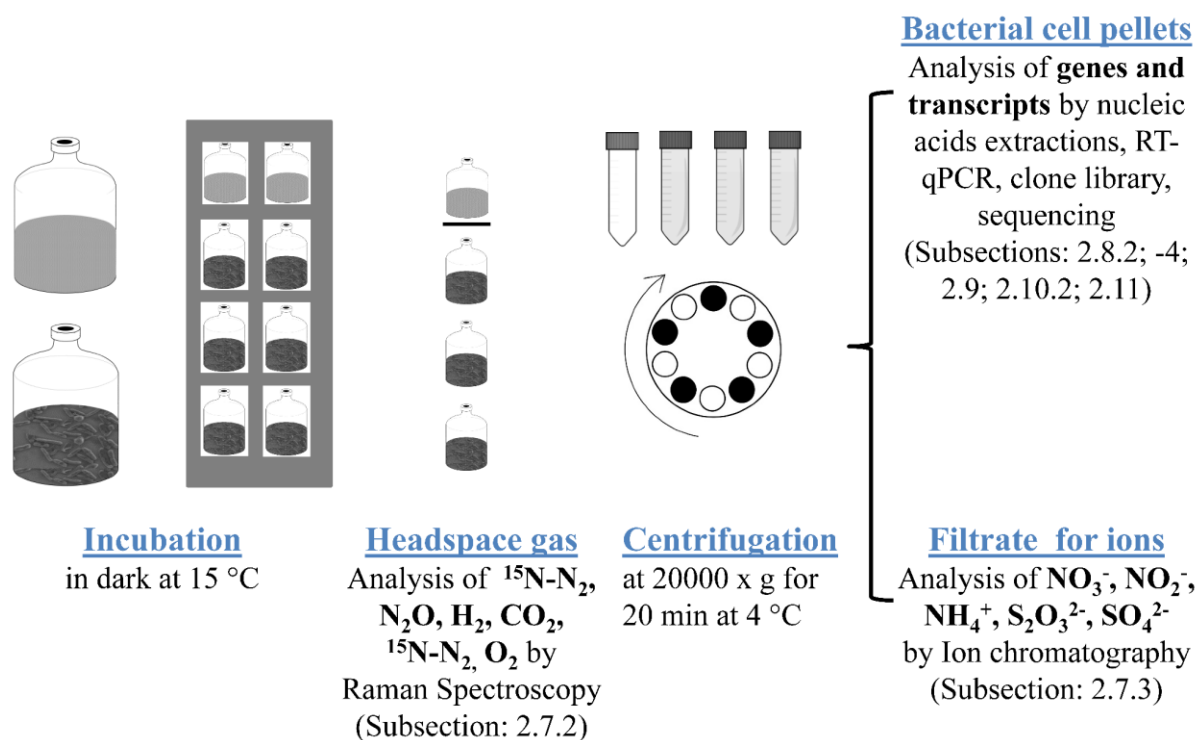 Bacterial cell pellets
Analysis of genes and
transcripts by nucleic
acids extractions, RT-
qPCR, clone library,
sequencing
(Subsections: 2.8.2; -4;
2.9; 2.10.2; 2.11)
Incubation
in dark at 15 °C
Headspace gas
Analysis of ¹⁵N-N₂,
N₂O, H₂, CO₂,
¹⁵N-N₂, O₂ by
Raman Spectroscopy
(Subsection: 2.7.2)
Centrifugation
at 20000 x g for
20 min at 4 °C
Filtrate for ions
Analysis of NO₃⁻, NO₂⁻,
NH₄⁺, S₂O₃²⁻, SO₄²⁻
by Ion chromatography
(Subsection: 2.7.3)